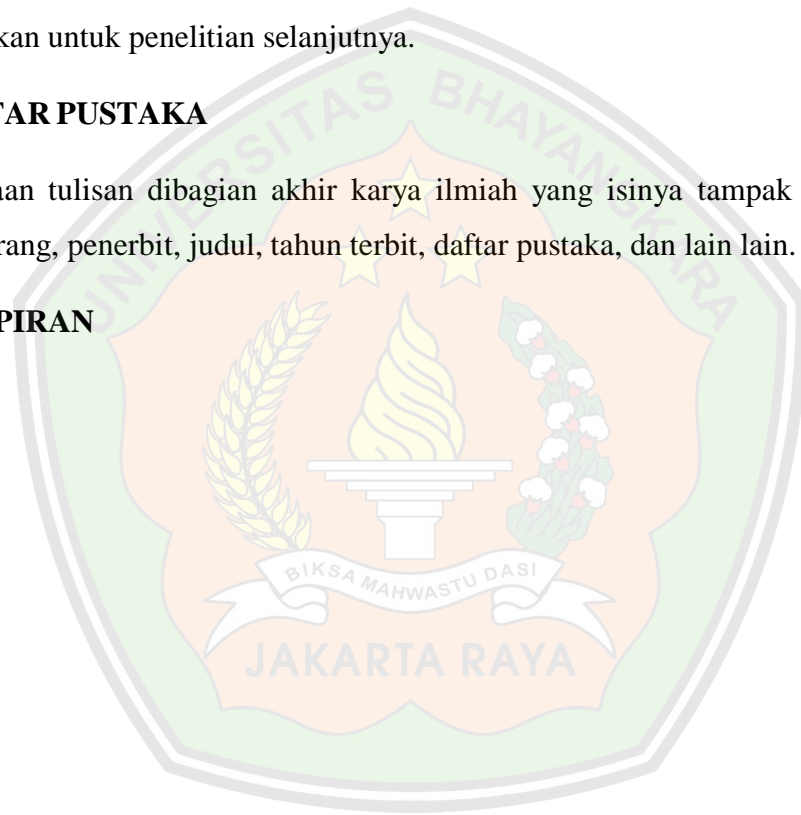 kan untuk penelitian selanjutnya.
TAR PUSTAKA
an tulisan dibagian akhir karya ilmiah yang isinya tampak
rang, penerbit, judul, tahun terbit, daftar pustaka, dan lain lain.
PIRAN
UNIVERSITAS BHAYANGKARA
BIKSA MAHWASTU DASI
JAKARTA RAYA